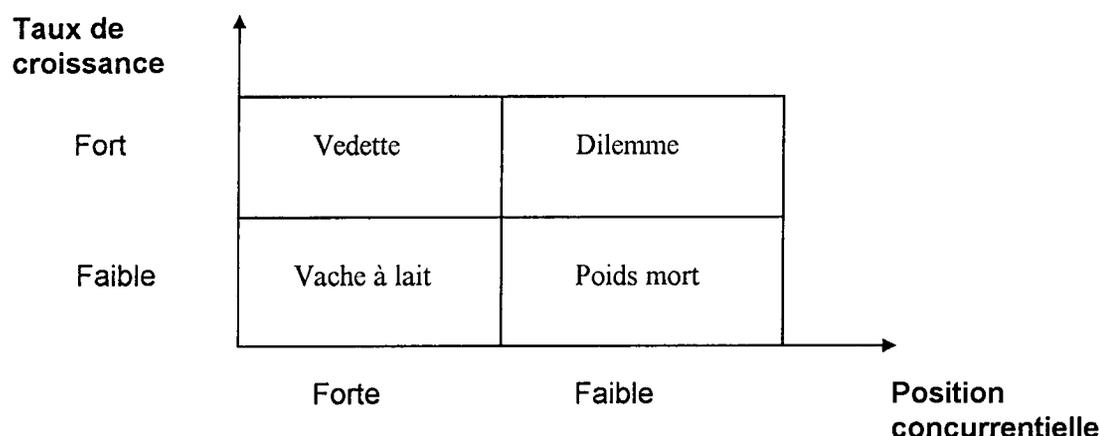 Taux de
croissance
Fort
Vedette
Dilemme
Faible
Vache à lait
Poids mort
Forte
Faible
Position
concurrentielle